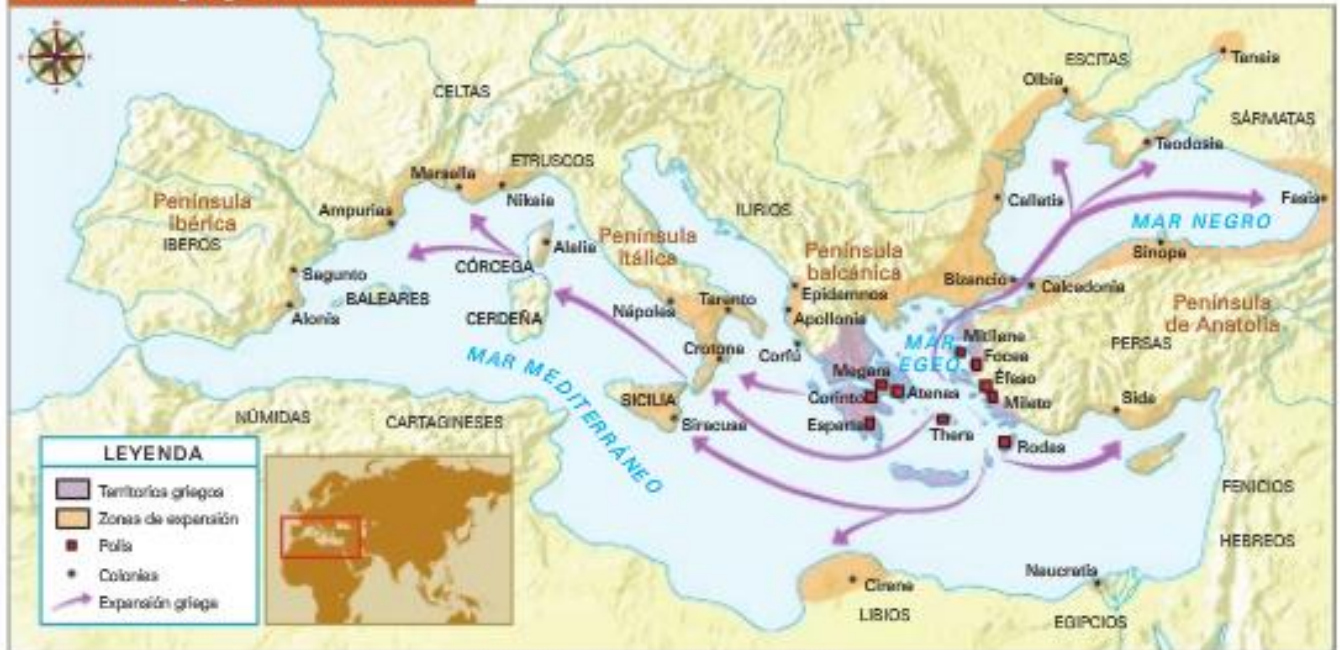 ESCITAS
Tanais
Olbia
CELTAS
SÁRMATAS
Teodosia
ETRUSCOS
Marsella
Nikaia
Península
Ibérica
IBEROS
Ampurias
ILIRIOS
Callatis
Fasis
MAR NEGRO
Alalia
Península
Itálica
Península
balcánica
Sinope
CÓRCEGA
Sagunto
BALEARES
Alonis
Epidamnos
Bizancio
Calcedonia
Nápoles
Tarento
Apollonia
Península
de Anatolia
CERDEÑA
MAR
EGEO
Mitilene
PERSAS
Crotona
Corfú
Focea
MAR MEDITERRÁNEO
Megara
Éfeso
SICILIA
Corinto
Atenas
Mileto
Side
NÚMIDAS
CARTAGINESES
Siracusa
Esparta
Thera
Rodas
LEYENDA
Territorios griegos
Zonas de expansión
Polis
Colonias
Expansión griega
FENICIOS
HEBREOS
Naucratis
Cirene
LIBIOS
EGIPCIOS